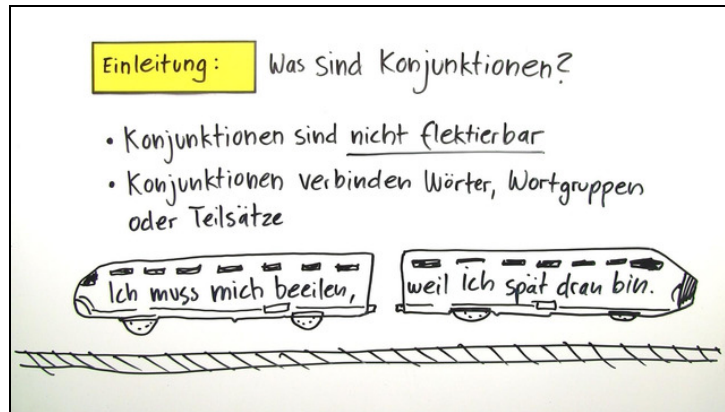 Einleitung: Was sind Konjunktionen?
• Konjunktionen sind nicht flektierbar
• Konjunktionen verbinden Wörter, Wortgruppen
oder Teilsätze
Ich muss mich beeilen, weil ich spät dran bin.